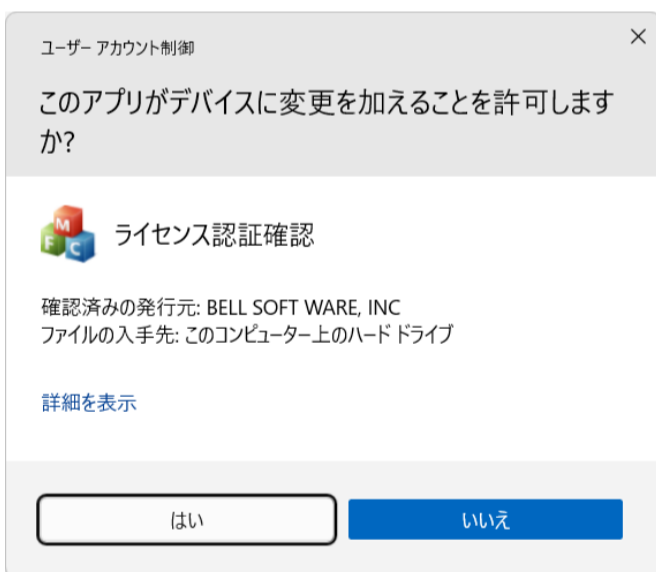 ユーザー アカウント制御
このアプリがデバイスに変更を加えることを許可します
か?
M
F C
ライセンス認証確認
確認済みの発行元: BELL SOFT WARE, INC
ファイルの入手先: このコンピューター上のハード ドライブ
詳細を表示
はい
いいえ